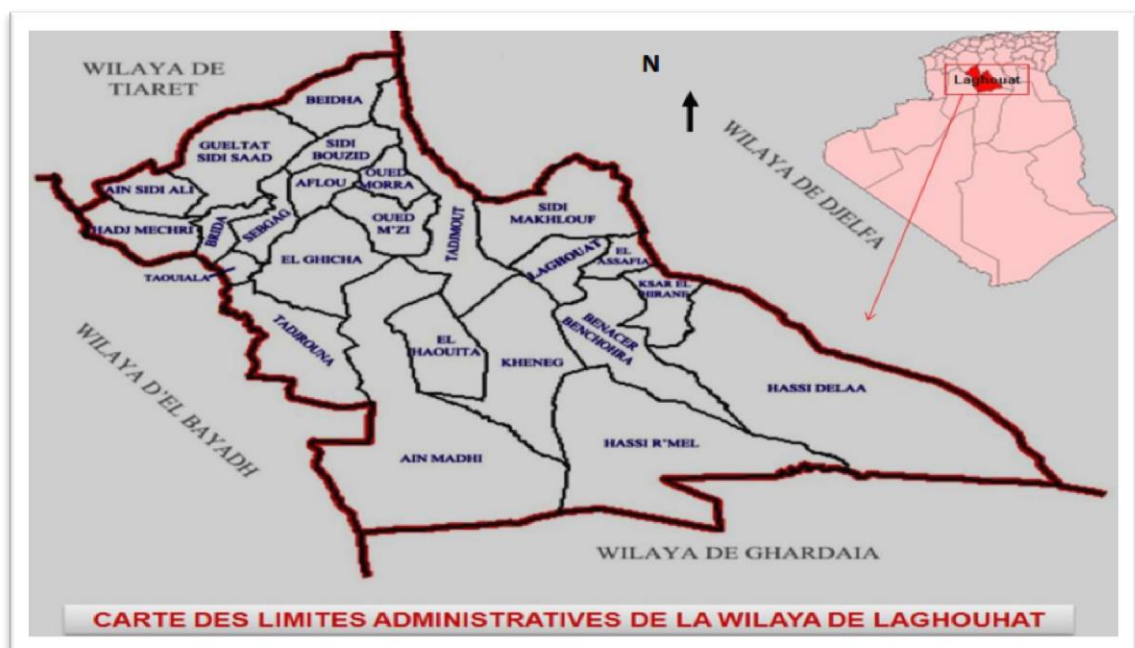 WILAYA DE
TIARET
N
Laghouat
WILAYA DE DJELFA
BEIDHA
GUELTAT
SIDI SAAD
SIDI
BOUZID
AIN SIDI ALI
AFLOU
OUED
MORRA
HADJ MECHRI
BRIDA
SEBGAG
OUED
M'ZI
TADJMOUT
SIDI
MAKHLOUF
TAOUIALA
EL GHICHA
LAGHOUAT
EL
ASSAFIA
KSAR EL
HIRANE
TADJROUNA
EL
HAOUITA
KHENEG
BENACER
BENCHOHRA
HASSI DELAA
WILAYA D'EL BAYADH
AIN MADHI
HASSI R'MEL
WILAYA DE GHARDAIA
CARTE DES LIMITES ADMINISTRATIVES DE LA WILAYA DE LAGHOUHAT